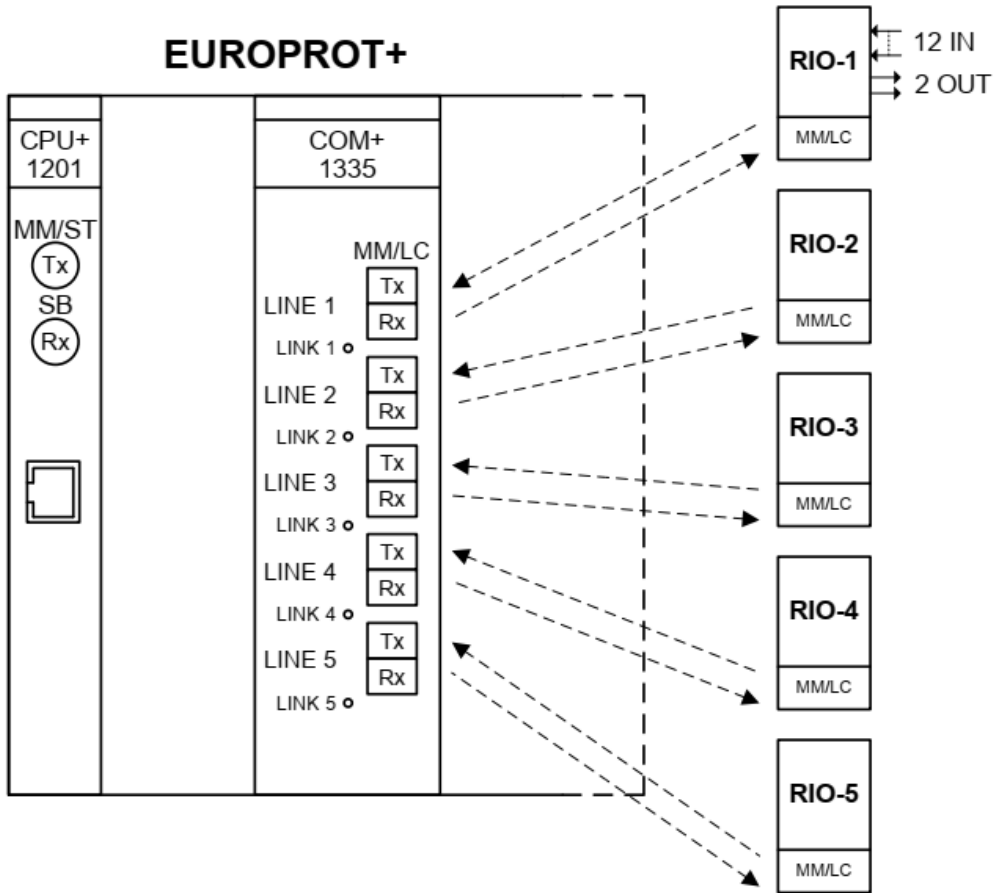 EUROPROT+
CPU+
1201
MM/ST
Tx
SB
Rx
COM+
1335
MM/LC
LINE 1
Tx
Rx
LINK 1
LINE 2
Tx
Rx
LINK 2
LINE 3
Tx
Rx
LINK 3
LINE 4
Tx
Rx
LINK 4
LINE 5
Tx
Rx
LINK 5
RIO-1
12 IN
2 OUT
MM/LC
RIO-2
MM/LC
RIO-3
MM/LC
RIO-4
MM/LC
RIO-5
MM/LC